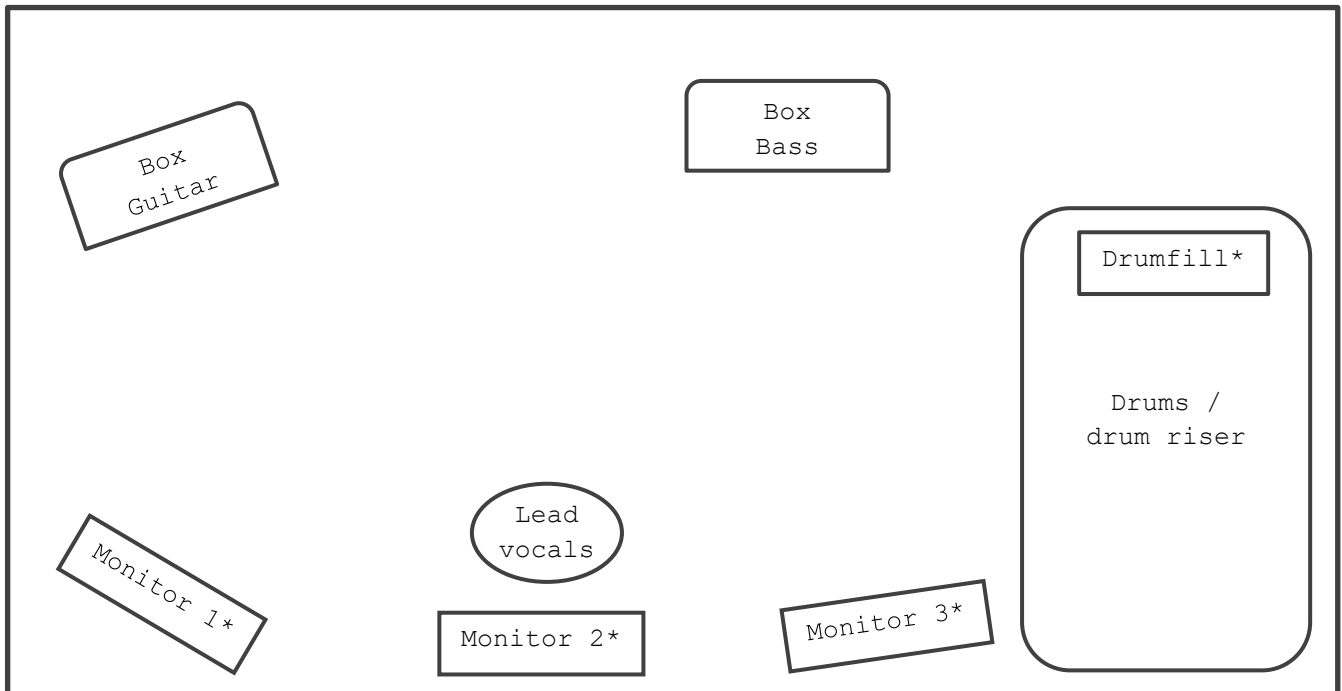 Box
Bass
Box
Guitar
Drumfill*
Drums /
drum riser
Lead
vocals
Monitor 1*
Monitor 2*
Monitor 3*